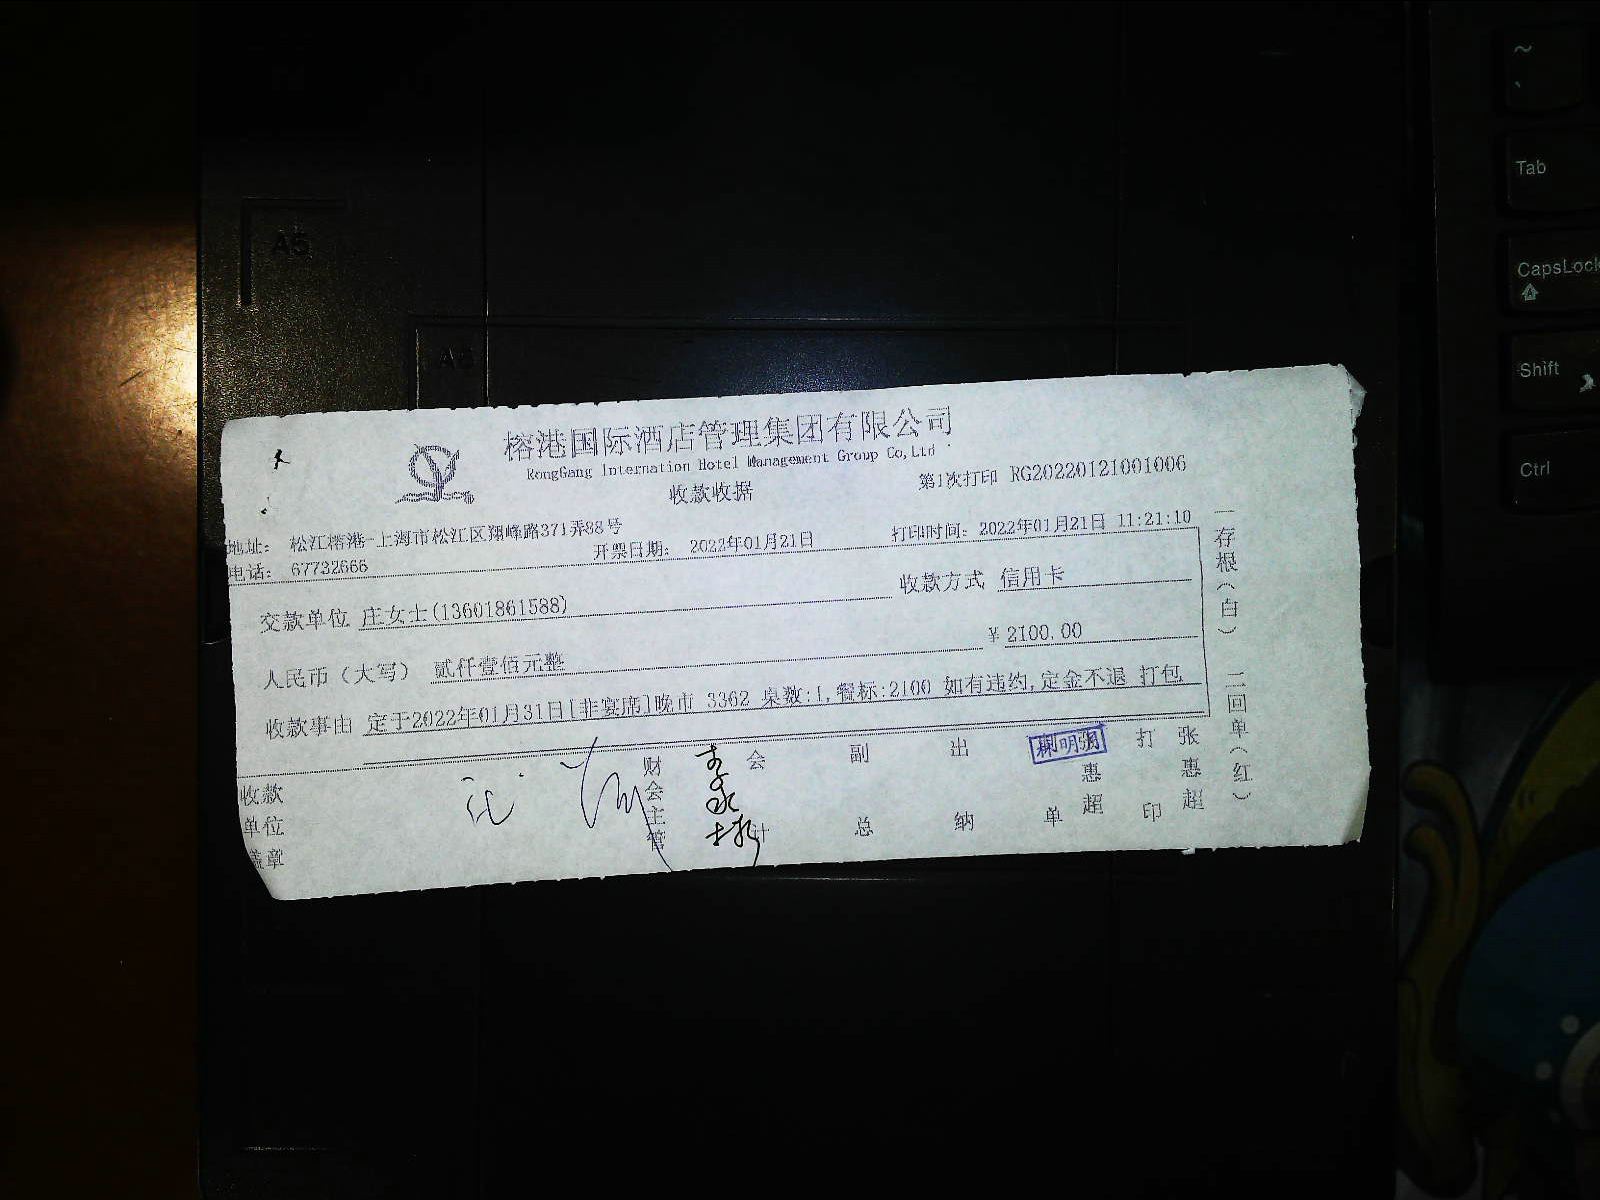 榕港国际酒店管理集团有限公司
RongGang Internation Hotel Management Group Co,Ltd
收款收据
第1次打印 RG20220121001006
地址： 松江榕港-上海市松江区翔峰路371弄88号
电话： 67732666
开票日期： 2022年01月21日
打印时间： 2022年01月21日 11:21:10
交款单位 庄女士(13601861588)
收款方式 信用卡
人民币（大写） 贰仟壹佰元整
¥ 2100.00
收款事由 定于2022年01月31日[非宴席]晚市 3362 桌数:1,餐标:2100 如有违约,定金不退 打包
收款单位盖章
财会主管
会计
副总
出纳
单
张惠超
打印
张惠超
一存根（白） 二回单（红）
A5
A6
~
`
Tab
CapsLock
Shift
Ctrl